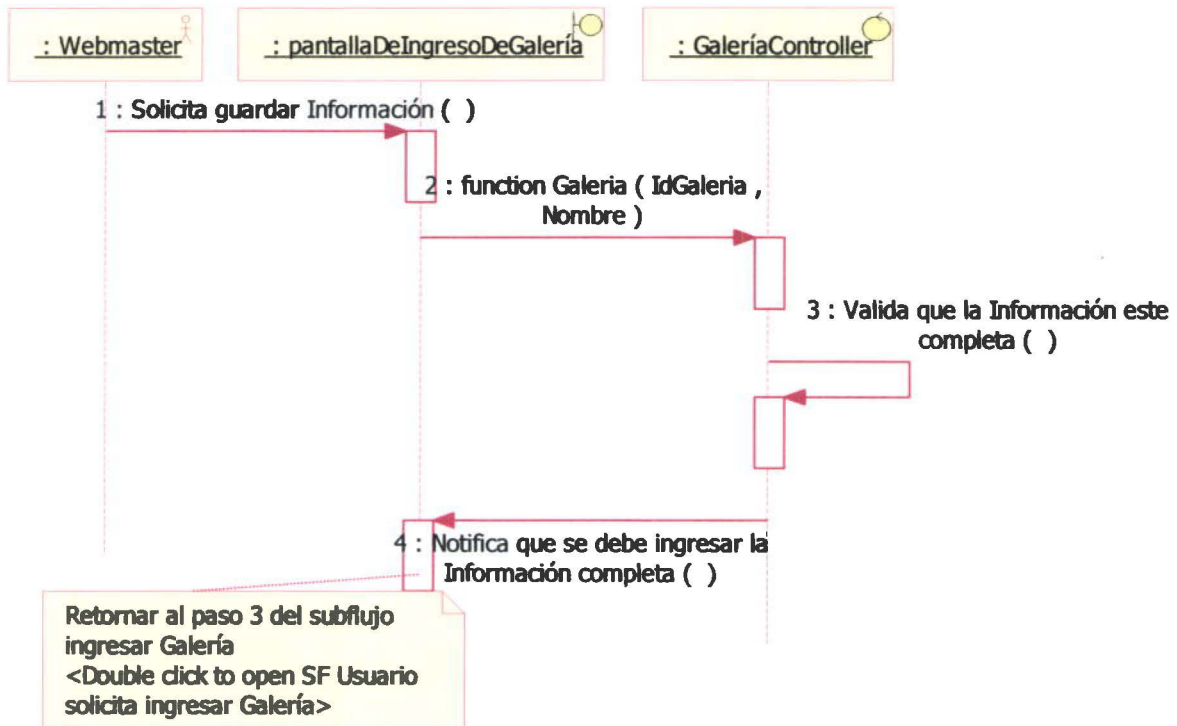 : Webmaster
: pantallaDeIngresoDeGalería
: GaleríaController
1 : Solicita guardar Información ( )
2 : function Galeria ( IdGaleria ,
Nombre )
3 : Valida que la Información este
completa ( )
4 : Notifica que se debe ingresar la
Información completa ( )
Retornar al paso 3 del subflujo
ingresar Galería
<Double click to open SF Usuario
solicita ingresar Galería>